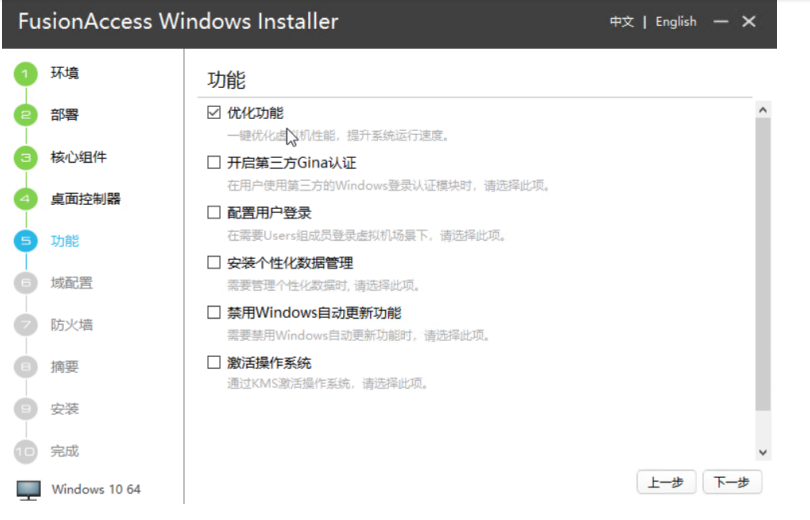 FusionAccess Windows Installer
中文 | English
1 环境
2 部署
3 核心组件
4 桌面控制器
5 功能
6 域配置
7 防火墙
8 摘要
9 安装
10 完成
Windows 10 64
功能
优化功能
一键优化虚拟机性能，提升系统运行速度。
开启第三方Gina认证
在用户使用第三方的Windows登录认证模块时，请选择此项。
配置用户登录
在需要Users组成员登录虚拟机场景下，请选择此项。
安装个性化数据管理
需要管理个性化数据时, 请选择此项。
禁用Windows自动更新功能
需要禁用Windows自动更新功能时，请选择此项。
激活操作系统
通过KMS激活操作系统，请选择此项。
上一步
下一步